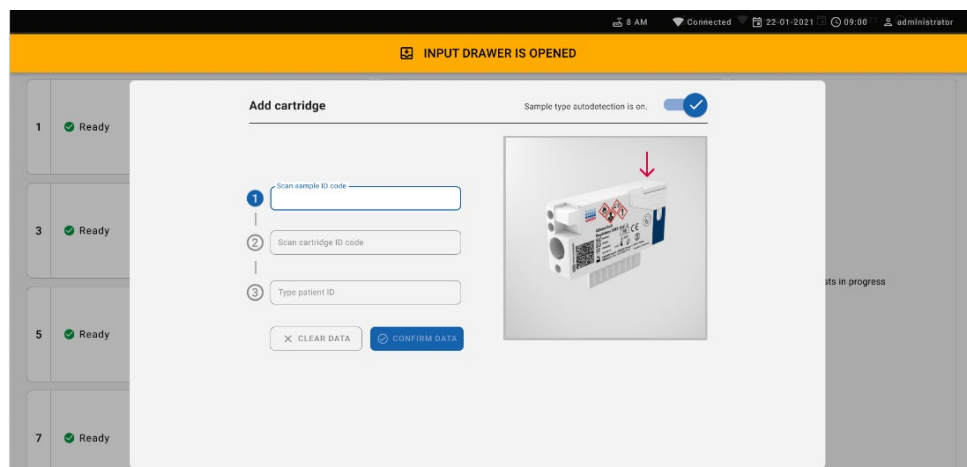 8 AM Connected 22-01-2021 09:00 administrator
INPUT DRAWER IS OPENED
Add cartridge
Sample type autodetection is on.
1 Ready
Scan sample ID code
1
2 Scan cartridge ID code
3 Ready
3 Type patient ID
sts in progress
5 Ready
CLEAR DATA
CONFIRM DATA
7 Ready